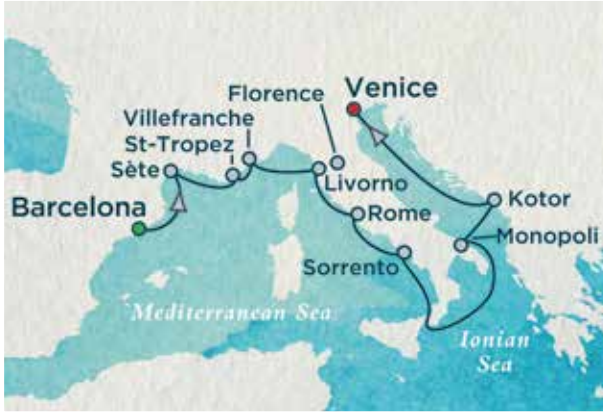 Venice
Florence
Villefranche
St-Tropez
Sète
Livorno
Barcelona
Rome
Kotor
Monopoli
Sorrento
Mediterranean Sea
Ionian
Sea